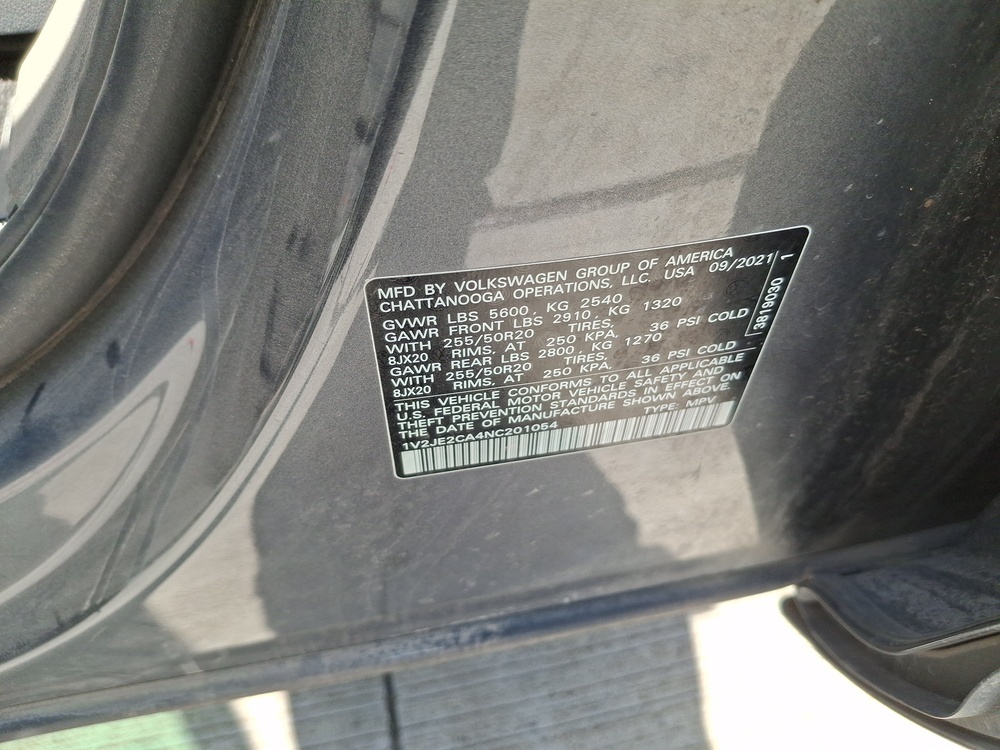 MFD BY VOLKSWAGEN GROUP OF AMERICA
CHATTANOOGA OPERATIONS, LLC. USA 09/2021
GVWR LBS 5600, KG 2540
GAWR FRONT LBS 2910, KG 1320
WITH 255/50R20 TIRES,
8JX20 RIMS, AT 250 KPA, 36 PSI COLD
GAWR REAR LBS 2800, KG 1270
WITH 255/50R20 TIRES,
8JX20 RIMS, AT 250 KPA, 36 PSI COLD
THIS VEHICLE CONFORMS TO ALL APPLICABLE
U.S. FEDERAL MOTOR VEHICLE SAFETY AND
THEFT PREVENTION STANDARDS IN EFFECT ON
THE DATE OF MANUFACTURE SHOWN ABOVE
1V2JE2CA4NC201054 TYPE: MPV
3819030 1